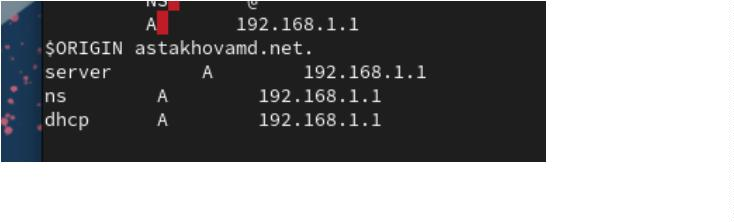 NS @
A 192.168.1.1
$ORIGIN astakhovamd.net.
server A 192.168.1.1
ns A 192.168.1.1
dhcp A 192.168.1.1